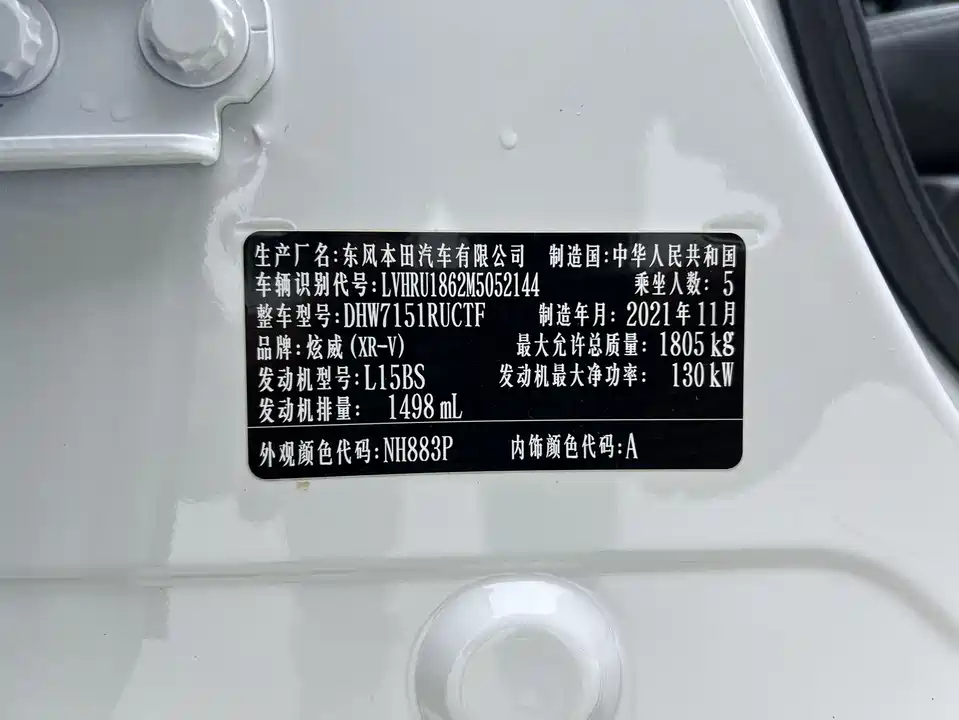 生产厂名:东风本田汽车有限公司 制造国:中华人民共和国
车辆识别代号:LVHRU1862M5052144 乘坐人数: 5
整车型号:DHW7151RUCTF 制造年月: 2021年11月
品牌:炫威(XR-V) 最大允许总质量: 1805kg
发动机型号:L15BS 发动机最大净功率: 130kW
发动机排量: 1498mL
外观颜色代码:NH883P 内饰颜色代码:A